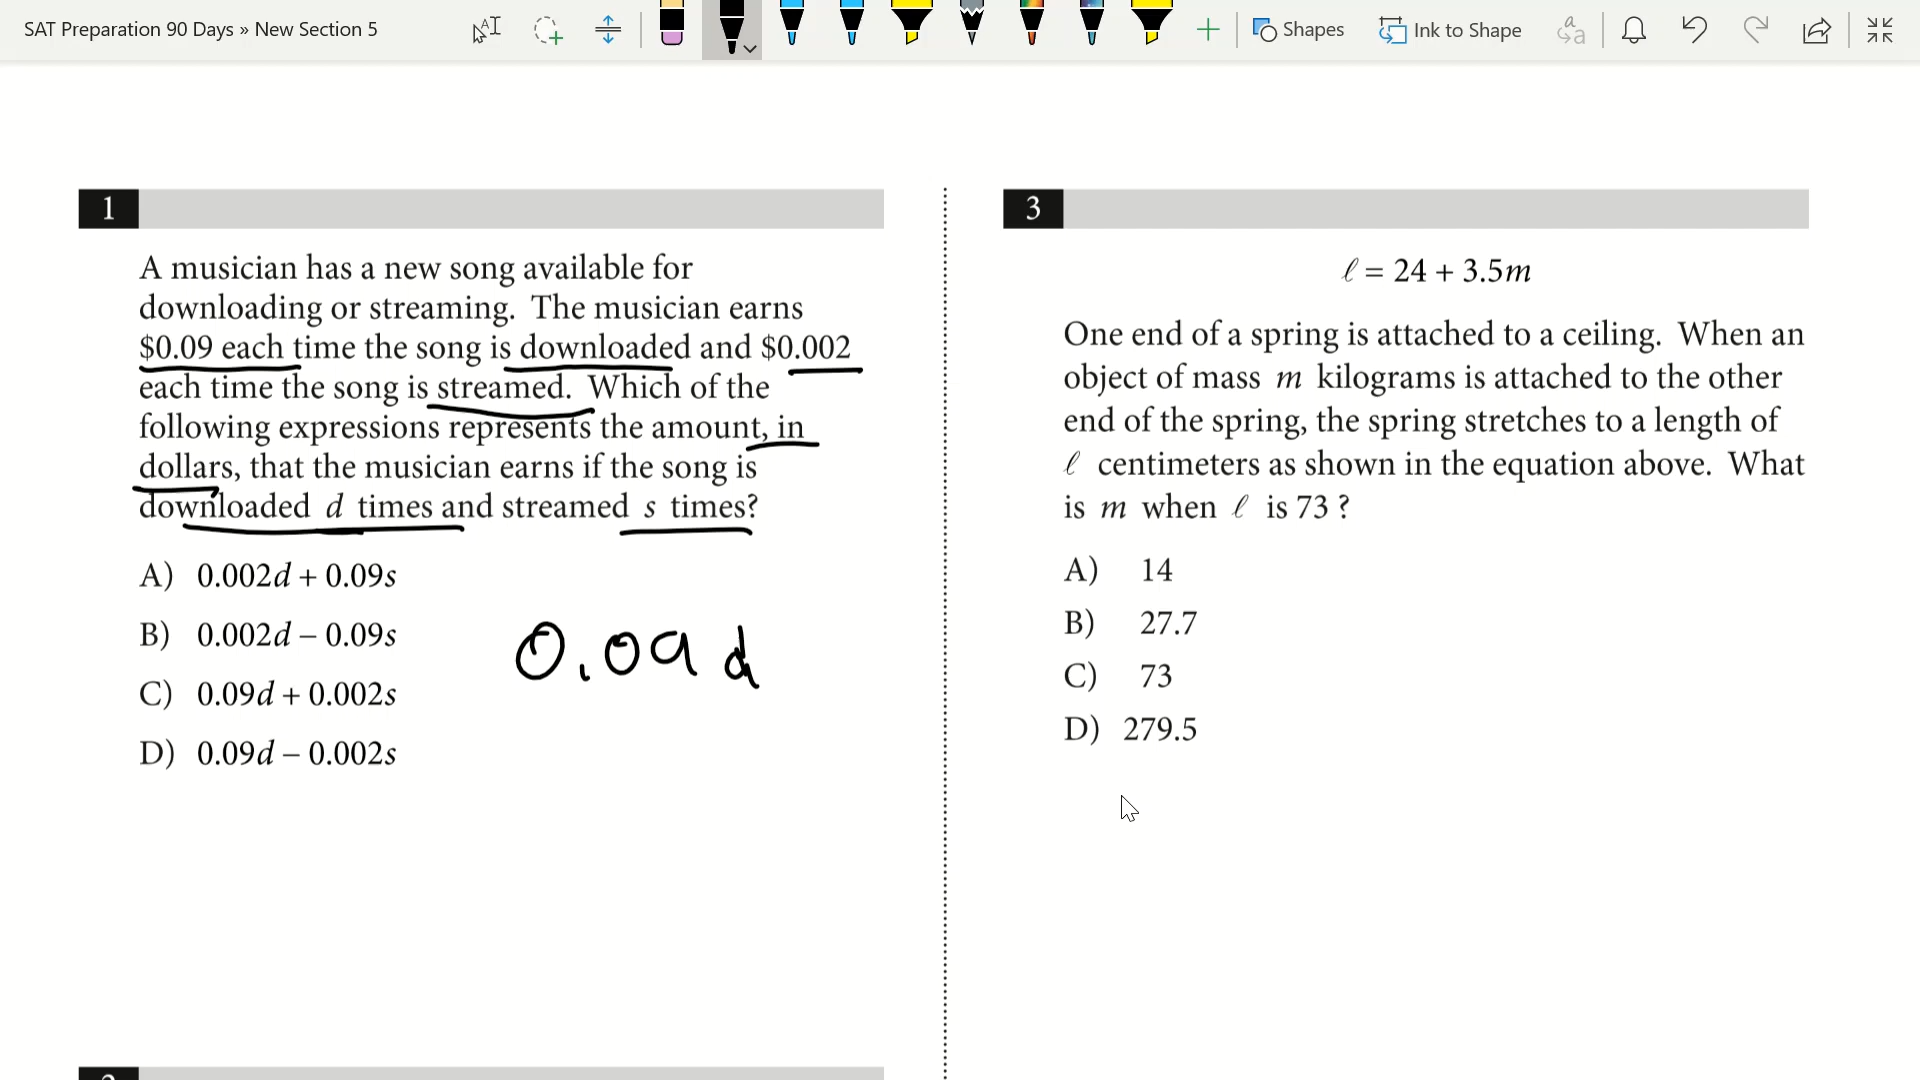 SAT Preparation 90 Days » New Section 5
Shapes
Ink to Shape
1
A musician has a new song available for
downloading or streaming. The musician earns
$0.09 each time the song is downloaded and $0.002
each time the song is streamed. Which of the
following expressions represents the amount, in
dollars, that the musician earns if the song is
downloaded d times and streamed s times?
A) 0.002d + 0.09s
B) 0.002d – 0.09s
C) 0.09d + 0.002s
D) 0.09d – 0.002s
0.09 d
3
ℓ = 24 + 3.5m
One end of a spring is attached to a ceiling. When an
object of mass m kilograms is attached to the other
end of the spring, the spring stretches to a length of
ℓ centimeters as shown in the equation above. What
is m when ℓ is 73 ?
A) 14
B) 27.7
C) 73
D) 279.5